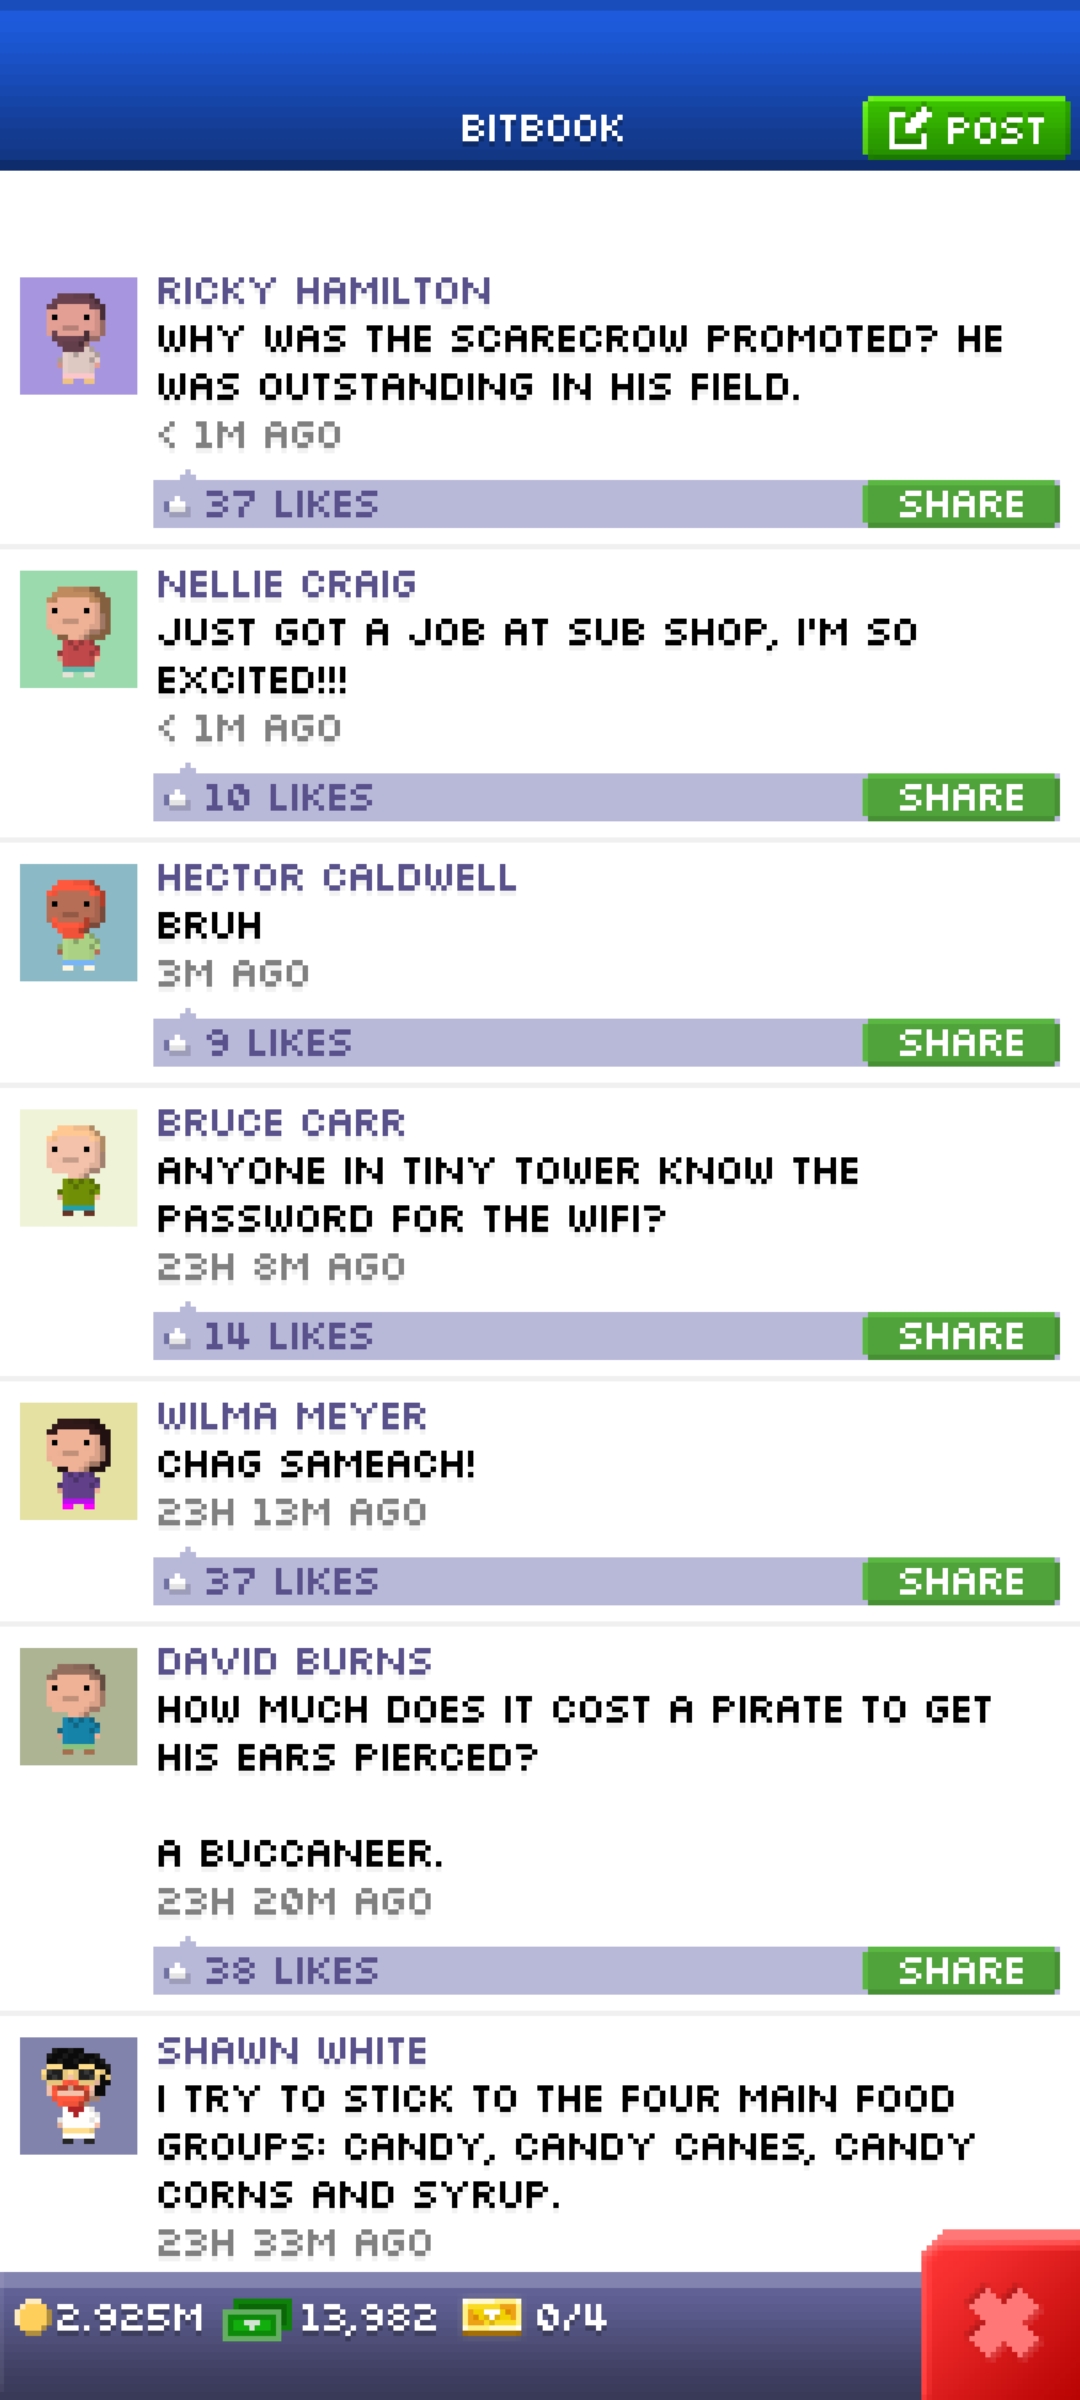 BITBOOK
POST
RICKY HAMILTON
WHY WAS THE SCARECROW PROMOTED? HE
WAS OUTSTANDING IN HIS FIELD.
< 1M AGO
37 LIKES
SHARE
NELLIE CRAIG
JUST GOT A JOB AT SUB SHOP, I'M SO
EXCITED!!!
< 1M AGO
10 LIKES
SHARE
HECTOR CALDWELL
BRUH
3M AGO
9 LIKES
SHARE
BRUCE CARR
ANYONE IN TINY TOWER KNOW THE
PASSWORD FOR THE WIFI?
23H 8M AGO
14 LIKES
SHARE
WILMA MEYER
CHAG SAMEACH!
23H 13M AGO
37 LIKES
SHARE
DAVID BURNS
HOW MUCH DOES IT COST A PIRATE TO GET
HIS EARS PIERCED?
A BUCCANEER.
23H 20M AGO
38 LIKES
SHARE
SHAWN WHITE
I TRY TO STICK TO THE FOUR MAIN FOOD
GROUPS: CANDY, CANDY CANES, CANDY
CORNS AND SYRUP.
23H 33M AGO
2.925M 13,982 0/4